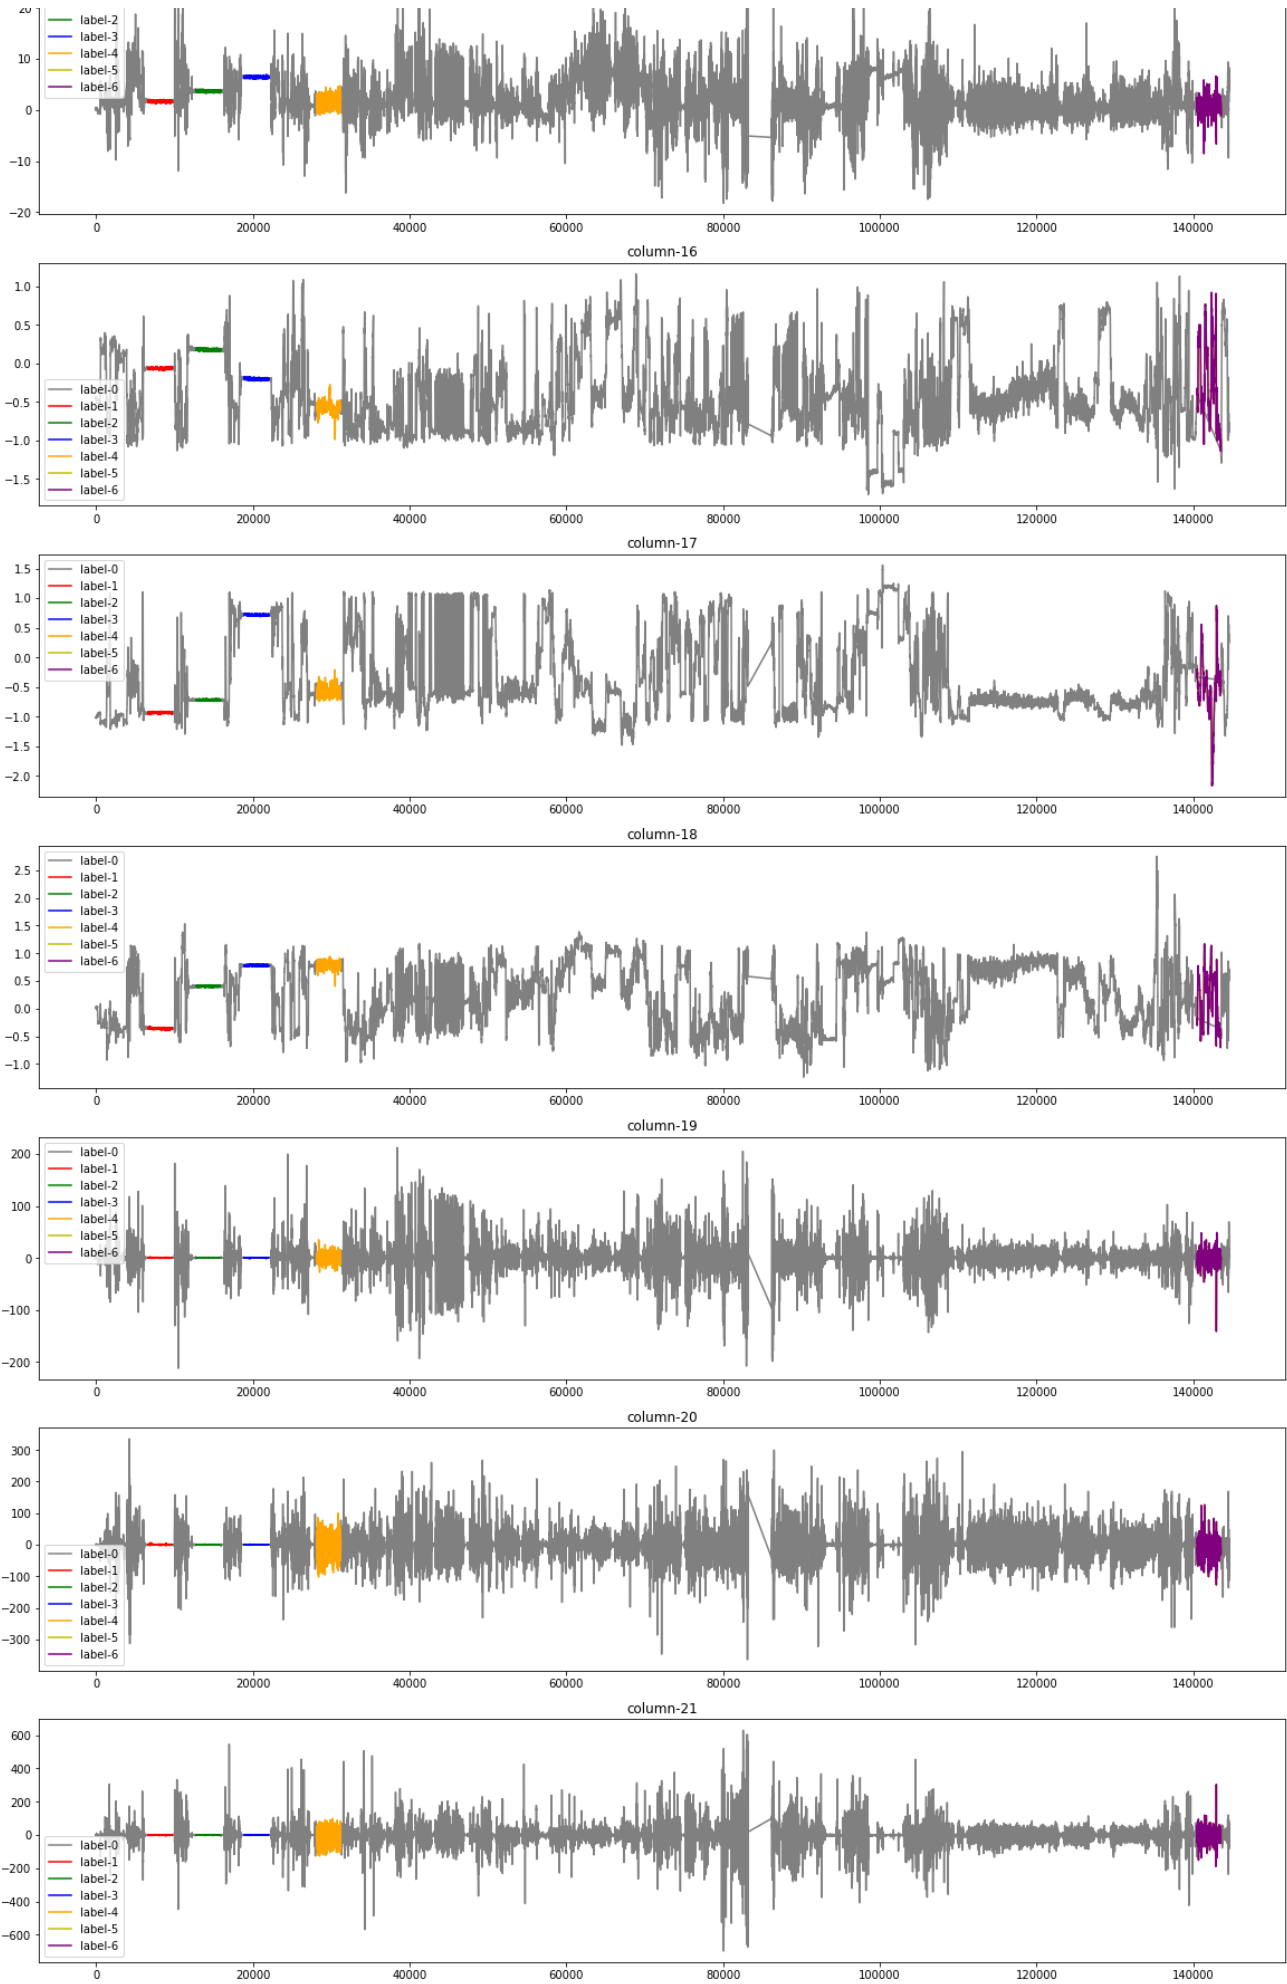 20
10
0
−10
−20
label-2
label-3
label-4
label-5
label-6
0 20000 40000 60000 80000 100000 120000 140000
column-16
1.0
0.5
0.0
−0.5
−1.0
−1.5
label-0
label-1
label-2
label-3
label-4
label-5
label-6
0 20000 40000 60000 80000 100000 120000 140000
column-17
1.5
1.0
0.5
0.0
−0.5
−1.0
−1.5
−2.0
label-0
label-1
label-2
label-3
label-4
label-5
label-6
0 20000 40000 60000 80000 100000 120000 140000
column-18
2.5
2.0
1.5
1.0
0.5
0.0
−0.5
−1.0
label-0
label-1
label-2
label-3
label-4
label-5
label-6
0 20000 40000 60000 80000 100000 120000 140000
column-19
200
100
0
−100
−200
label-0
label-1
label-2
label-3
label-4
label-5
label-6
0 20000 40000 60000 80000 100000 120000 140000
column-20
300
200
100
0
−100
−200
−300
label-0
label-1
label-2
label-3
label-4
label-5
label-6
0 20000 40000 60000 80000 100000 120000 140000
column-21
600
400
200
0
−200
−400
−600
label-0
label-1
label-2
label-3
label-4
label-5
label-6
0 20000 40000 60000 80000 100000 120000 140000